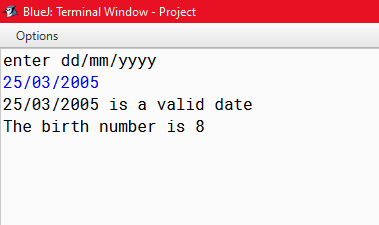 BlueJ: Terminal Window - Project
Options
enter dd/mm/yyyy
25/03/2005
25/03/2005 is a valid date
The birth number is 8